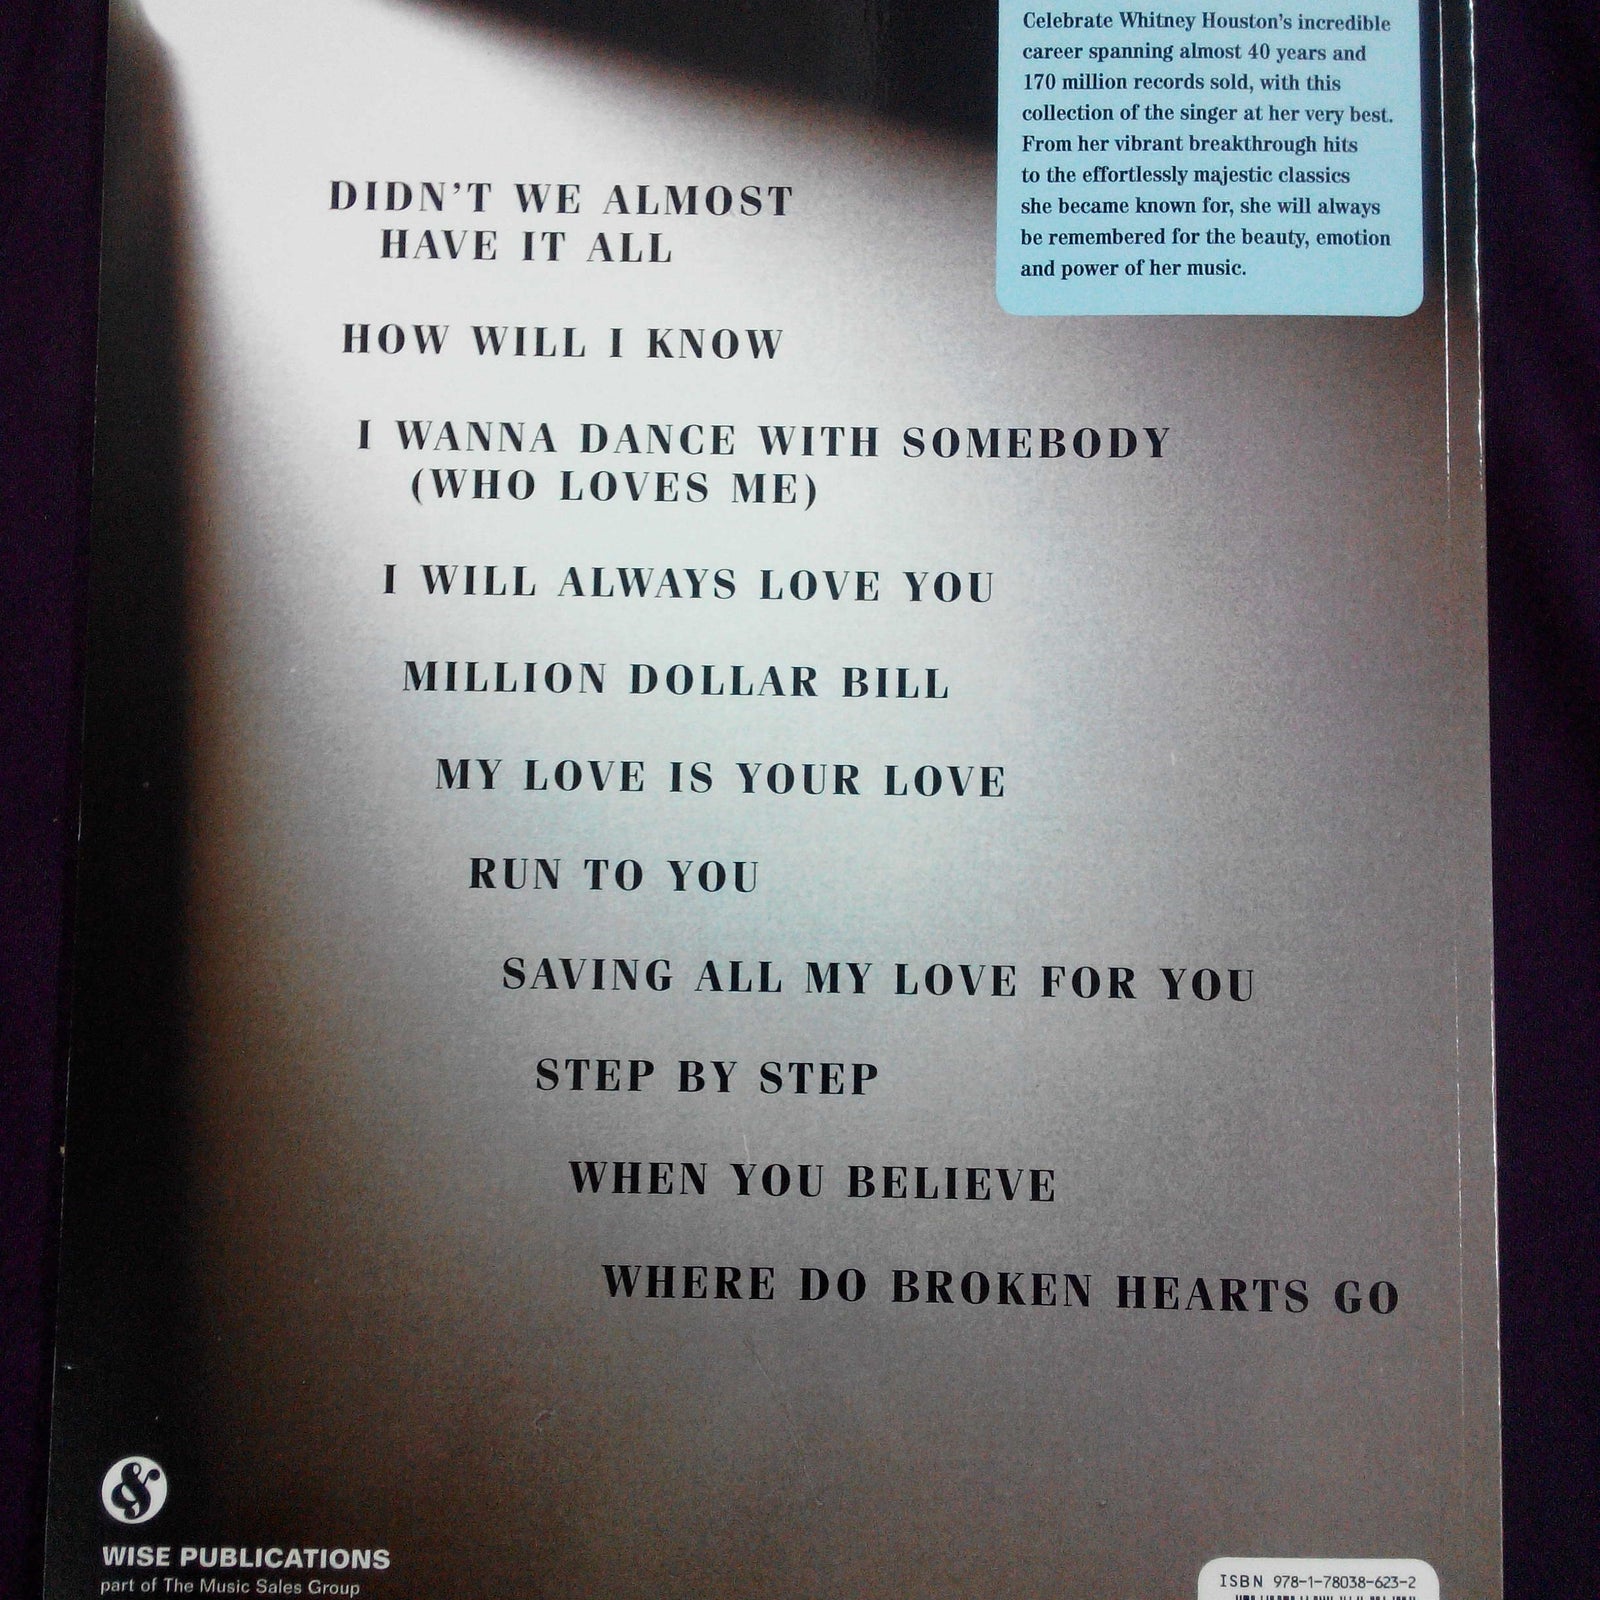 Celebrate Whitney Houston's incredible
career spanning almost 40 years and
170 million records sold, with this
collection of the singer at her very best.
From her vibrant breakthrough hits
to the effortlessly majestic classics
she became known for, she will always
be remembered for the beauty, emotion
and power of her music.
DIDN'T WE ALMOST
HAVE IT ALL
HOW WILL I KNOW
I WANNA DANCE WITH SOMEBODY
(WHO LOVES ME)
I WILL ALWAYS LOVE YOU
MILLION DOLLAR BILL
MY LOVE IS YOUR LOVE
RUN TO YOU
SAVING ALL MY LOVE FOR YOU
STEP BY STEP
WHEN YOU BELIEVE
WHERE DO BROKEN HEARTS GO
&
WISE PUBLICATIONS
part of The Music Sales Group
ISBN 978-1-78038-623-2